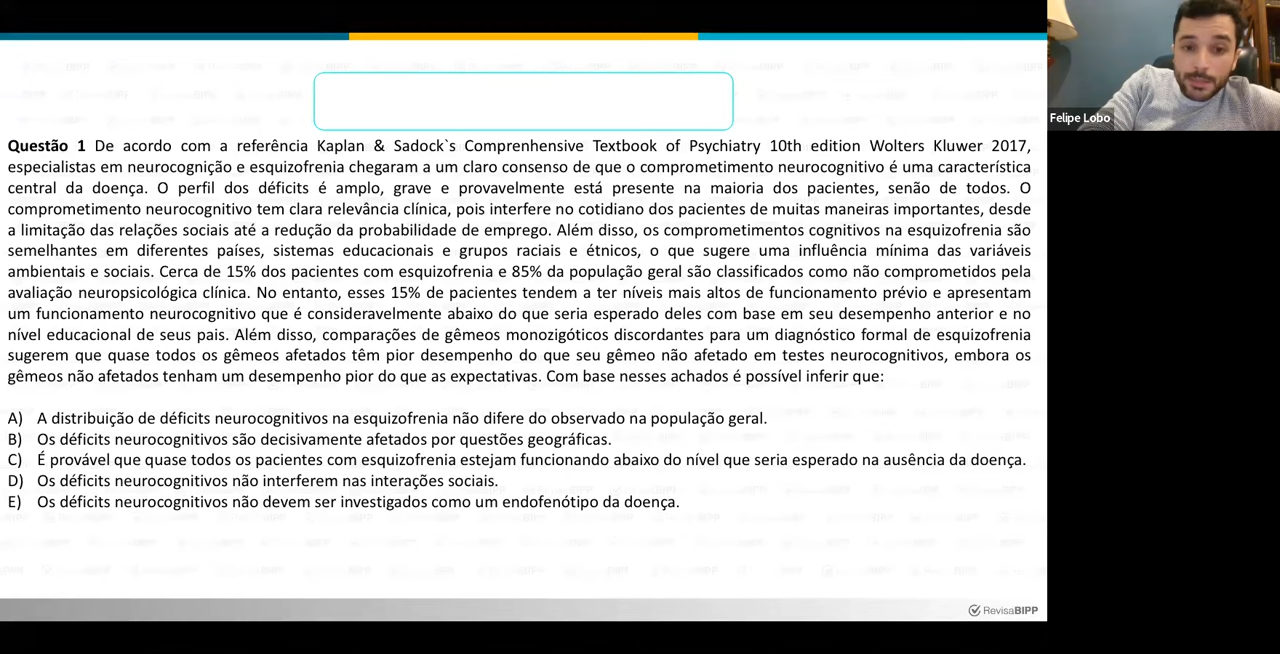 Felipe Lobo
Questão 1 De acordo com a referência Kaplan & Sadock`s Comprenhensive Textbook of Psychiatry 10th edition Wolters Kluwer 2017,
especialistas em neurocognição e esquizofrenia chegaram a um claro consenso de que o comprometimento neurocognitivo é uma característica
central da doença. O perfil dos déficits é amplo, grave e provavelmente está presente na maioria dos pacientes, senão de todos. O
comprometimento neurocognitivo tem clara relevância clínica, pois interfere no cotidiano dos pacientes de muitas maneiras importantes, desde
a limitação das relações sociais até a redução da probabilidade de emprego. Além disso, os comprometimentos cognitivos na esquizofrenia são
semelhantes em diferentes países, sistemas educacionais e grupos raciais e étnicos, o que sugere uma influência mínima das variáveis
ambientais e sociais. Cerca de 15% dos pacientes com esquizofrenia e 85% da população geral são classificados como não comprometidos pela
avaliação neuropsicológica clínica. No entanto, esses 15% de pacientes tendem a ter níveis mais altos de funcionamento prévio e apresentam
um funcionamento neurocognitivo que é consideravelmente abaixo do que seria esperado deles com base em seu desempenho anterior e no
nível educacional de seus pais. Além disso, comparações de gêmeos monozigóticos discordantes para um diagnóstico formal de esquizofrenia
sugerem que quase todos os gêmeos afetados têm pior desempenho do que seu gêmeo não afetado em testes neurocognitivos, embora os
gêmeos não afetados tenham um desempenho pior do que as expectativas. Com base nesses achados é possível inferir que:
A) A distribuição de déficits neurocognitivos na esquizofrenia não difere do observado na população geral.
B) Os déficits neurocognitivos são decisivamente afetados por questões geográficas.
C) É provável que quase todos os pacientes com esquizofrenia estejam funcionando abaixo do nível que seria esperado na ausência da doença.
D) Os déficits neurocognitivos não interferem nas interações sociais.
E) Os déficits neurocognitivos não devem ser investigados como um endofenótipo da doença.
RevisaBIPP